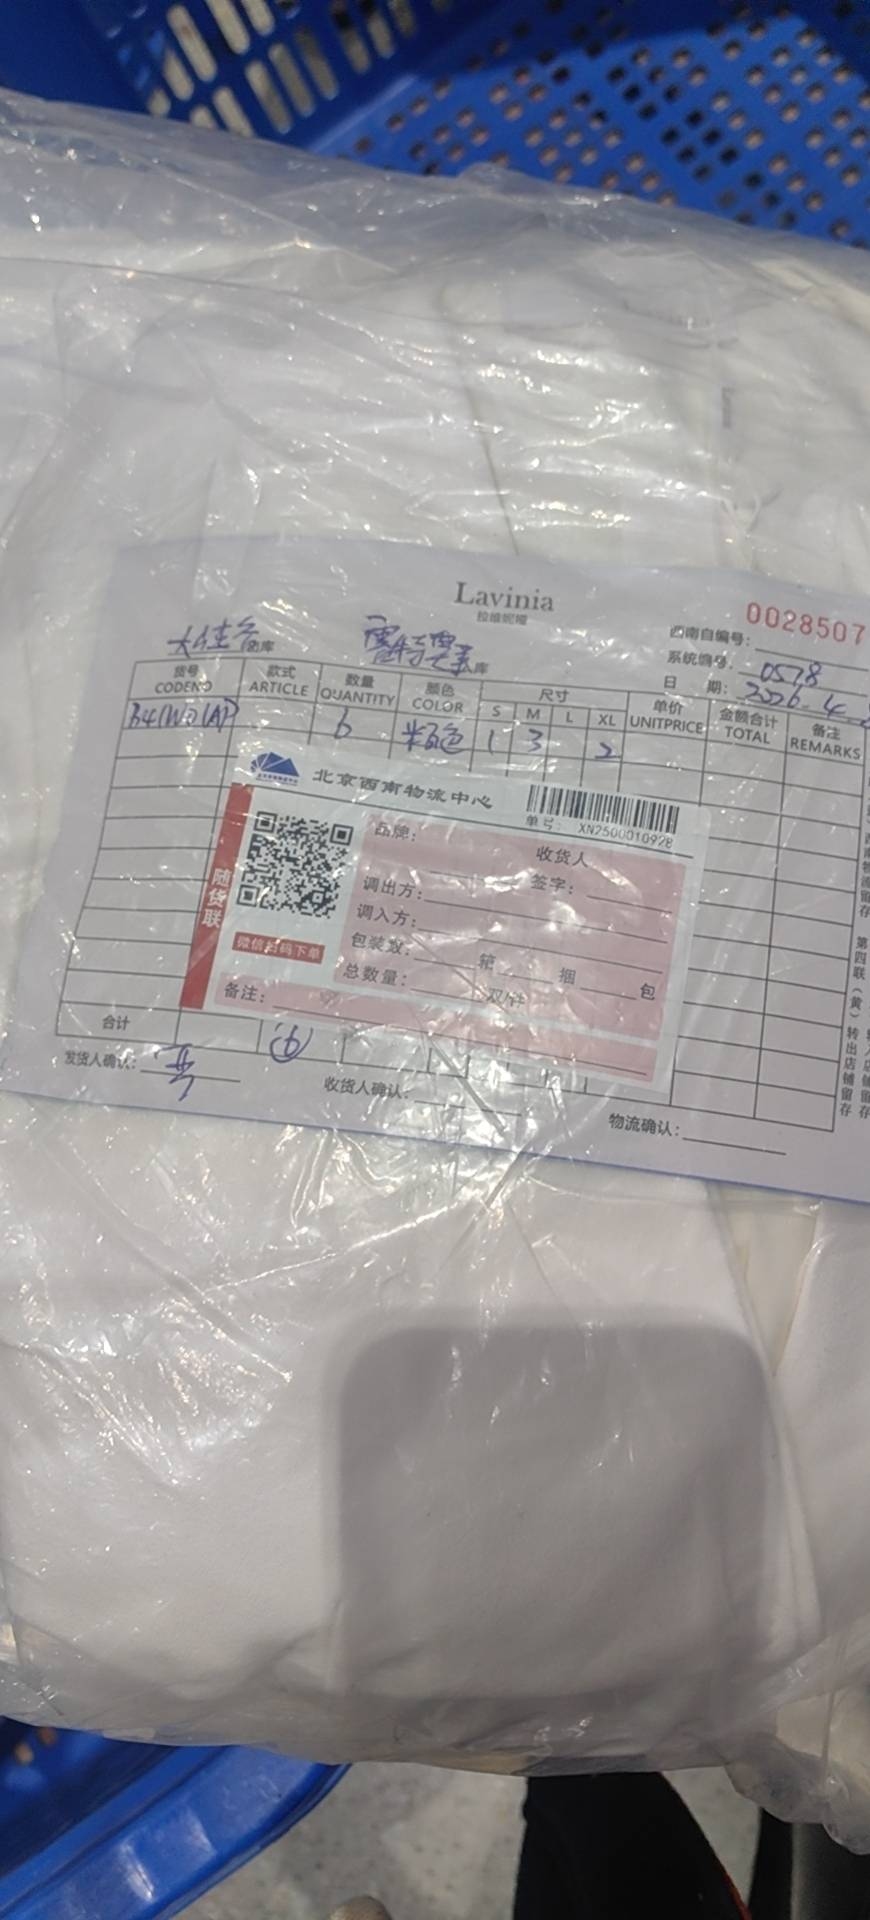 Lavinia
拉维妮娅
0028507
西南自编号:
系统编号: 0578
日 期: 2026.4.
库 库
货号 款式 数量 颜色 尺寸 单价 金额合计 备注
CODENO ARTICLE QUANTITY COLOR S M L XL UNITPRICE TOTAL REMARKS
6 米白色 1 3 2
北京西南物流中心
单号: XN2500010928
随货联
微信扫码下单
品牌:
收货人
签字:
调出方:
调入方:
包装数: 箱 捆 包
总数量: 双/件
备注:
合计 6
发货人确认:
收货人确认:
物流确认:
第四联(黄)转出店铺留存